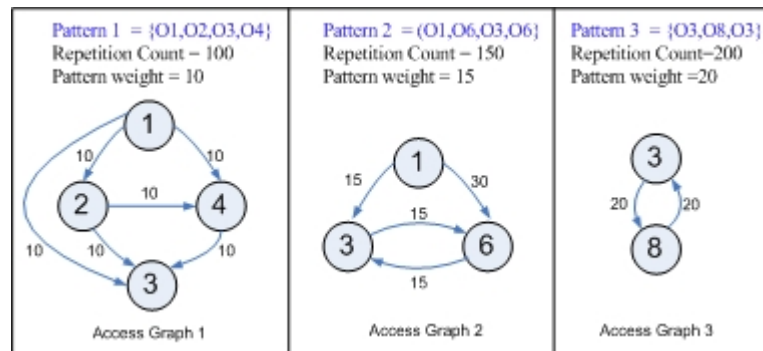 Pattern 1 = {O1,O2,O3,O4}
Repetition Count = 100
Pattern weight = 10
1
10
10
10
2
10
4
10
10
3
Access Graph 1
Pattern 2 = (O1,O6,O3,O6}
Repetition Count = 150
Pattern weight = 15
1
15
30
15
3
6
15
Access Graph 2
Pattern 3 = {O3,O8,O3}
Repetition Count=200
Pattern weight =20
3
20
20
8
Access Graph 3